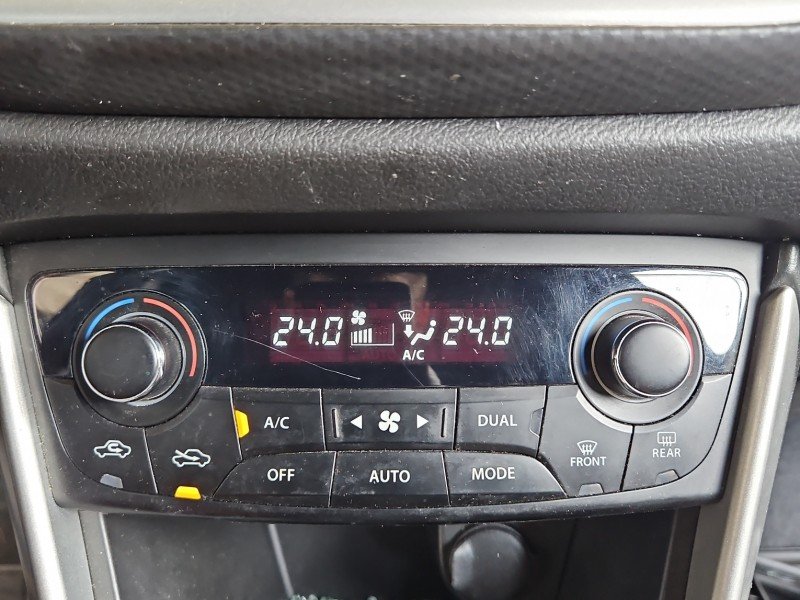 24.0 24.0
A/C
A/C DUAL
OFF AUTO MODE FRONT REAR